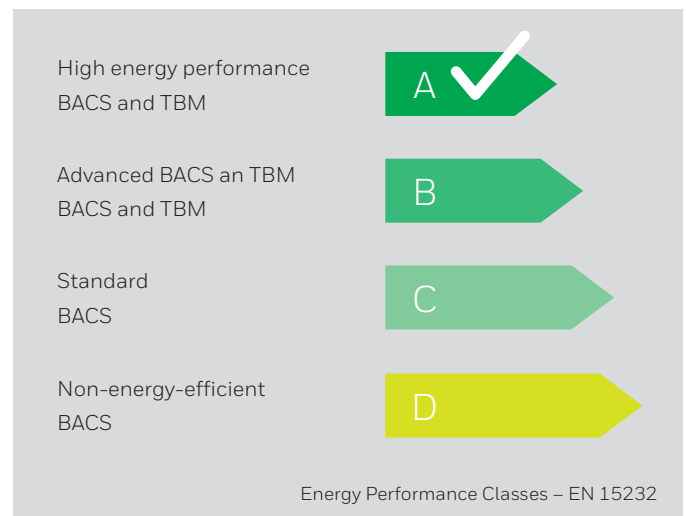 High energy performance
BACS and TBM
A
Advanced BACS an TBM
BACS and TBM
B
Standard
BACS
C
Non-energy-efficient
BACS
D
Energy Performance Classes – EN 15232